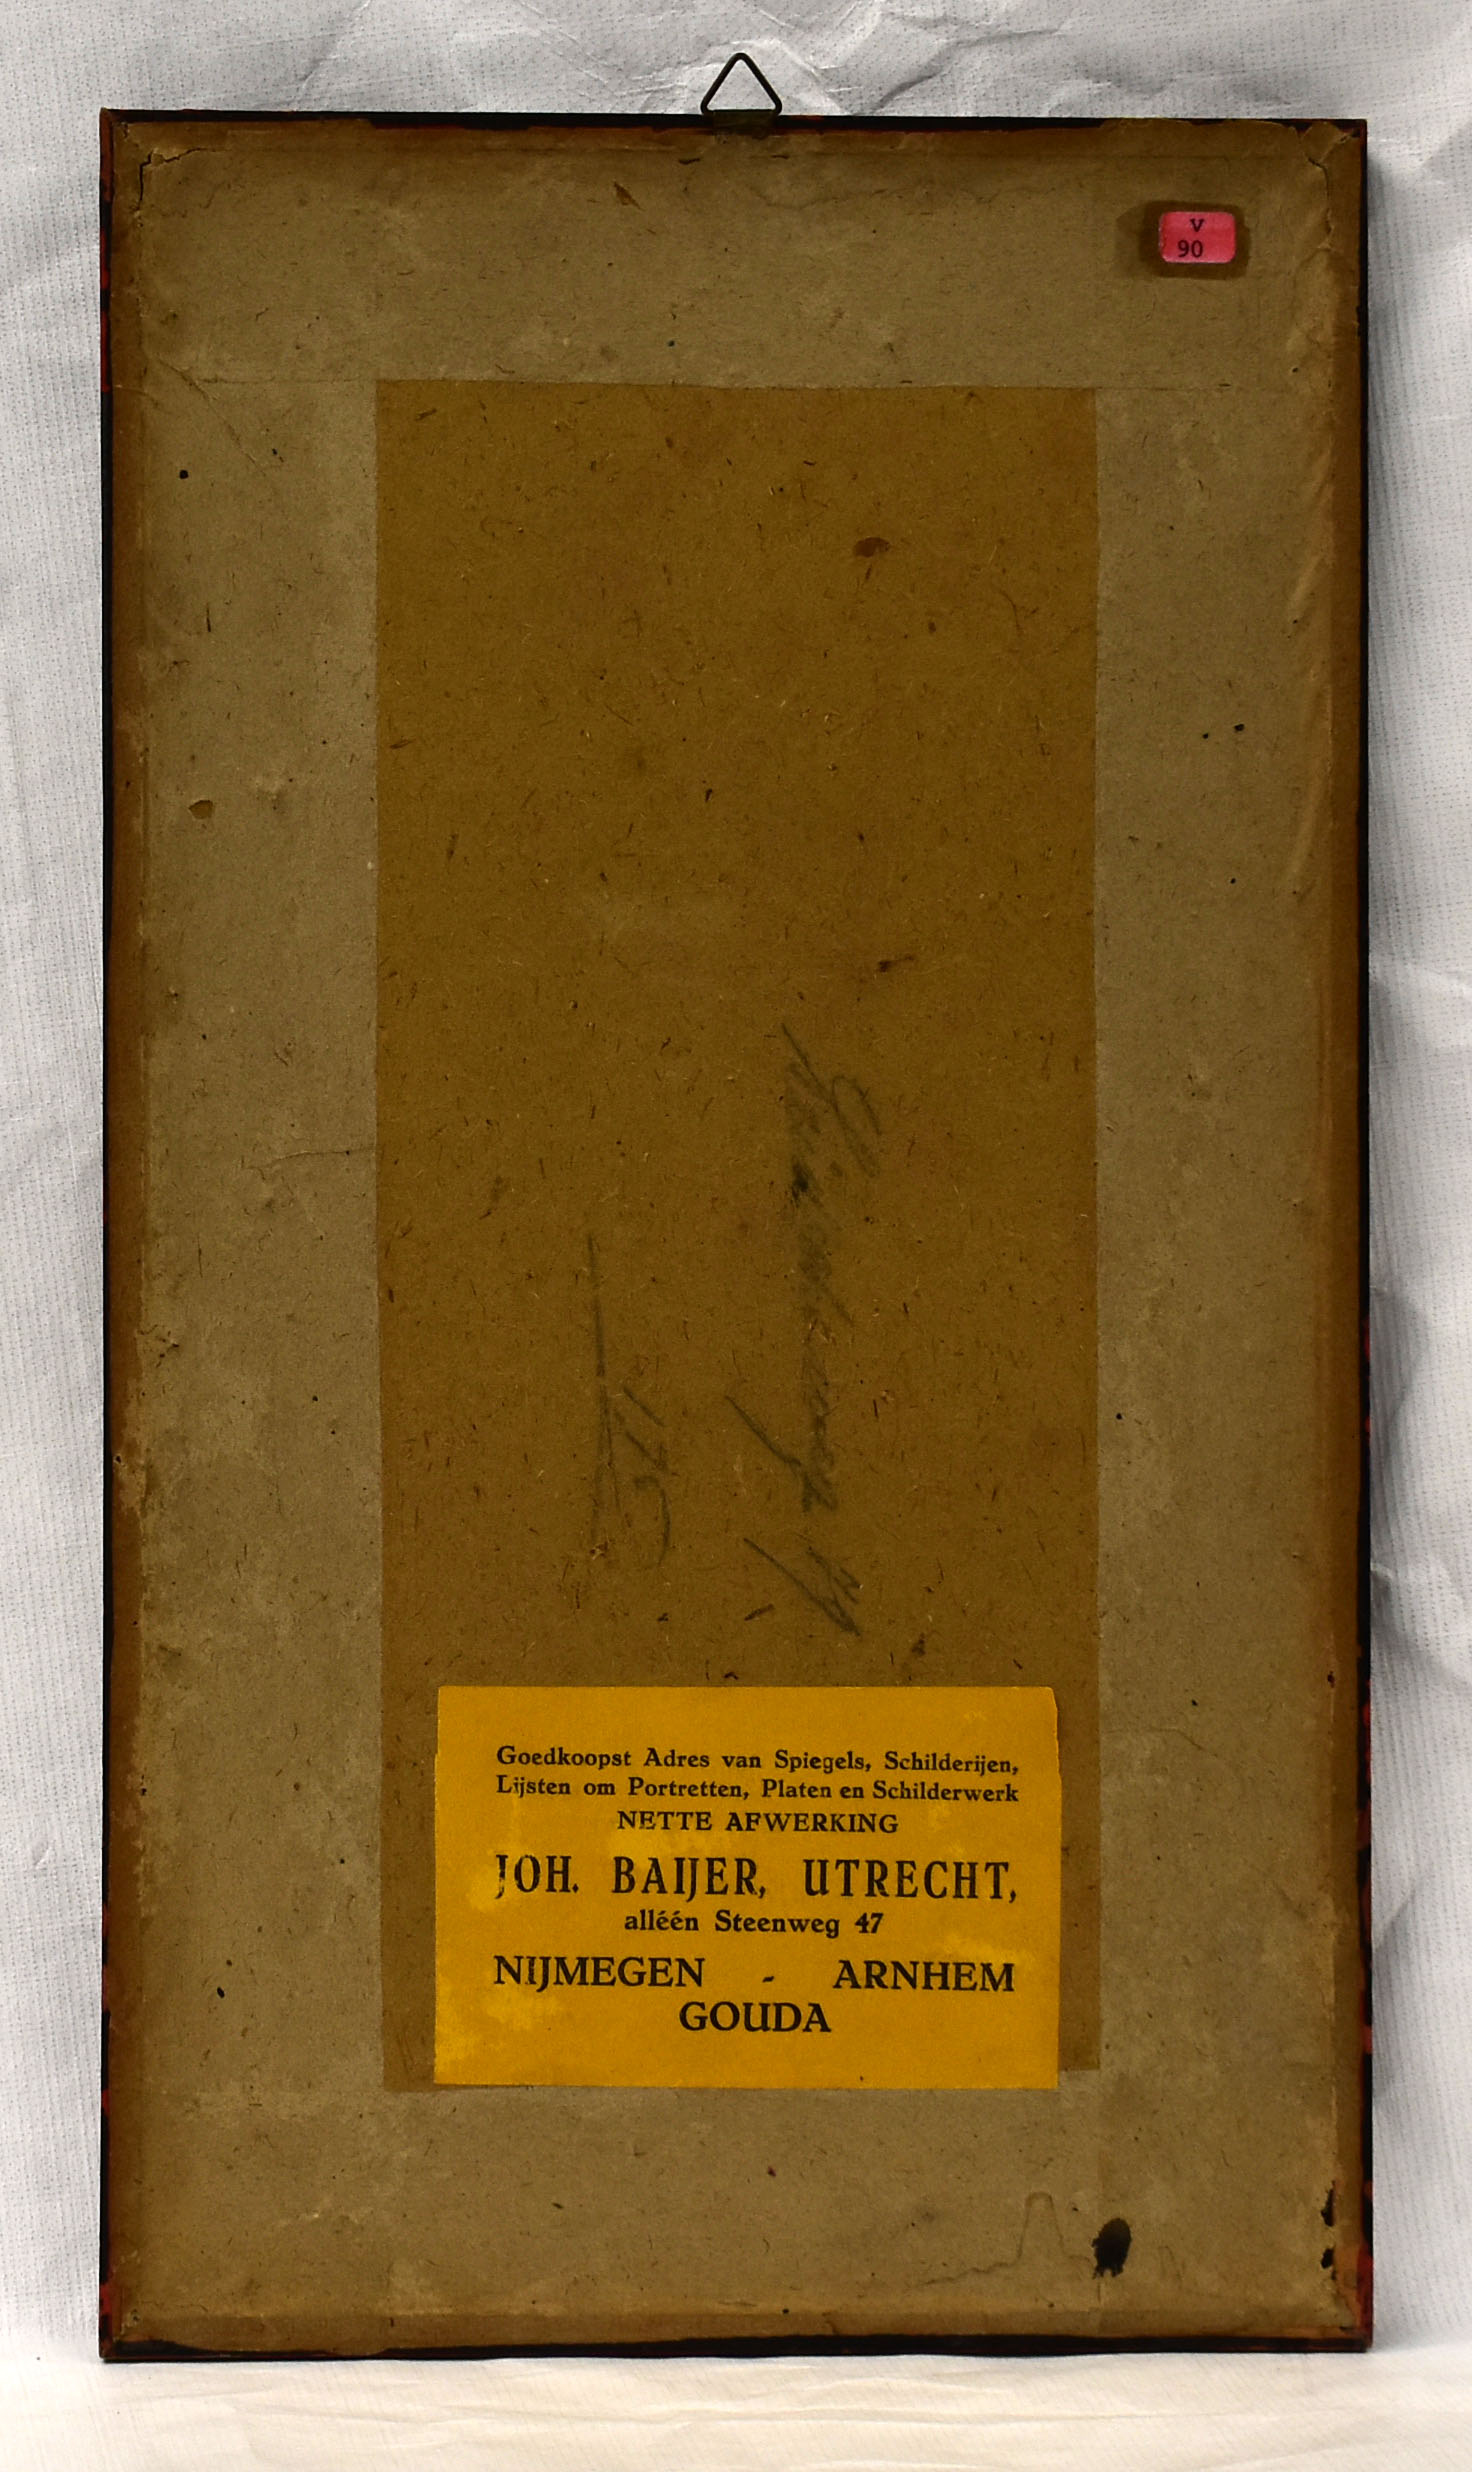 V
90
Goedkoopst Adres van Spiegels, Schilderijen,
Lijsten om Portretten, Platen en Schilderwerk
NETTE AFWERKING
JOH. BAIJER, UTRECHT,
alléén Steenweg 47
NIJMEGEN - ARNHEM
GOUDA